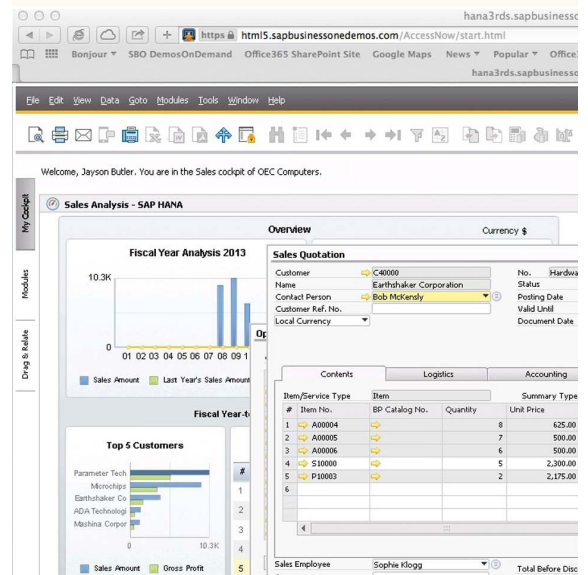 hana3rds.sapbusinesso
https html5.sapbusinessonedemos.com/AccessNow/start.html
Bonjour SBO DemosOnDemand Office365 SharePoint Site Google Maps News Popular Office
hana3rds.sapbusinesso
File Edit View Data Goto Modules Tools Window Help
Welcome, Jayson Butler. You are in the Sales cockpit of OEC Computers.
My Cockpit
Modules
Drag & Relate
Sales Analysis - SAP HANA
Overview
Currency $
Fiscal Year Analysis 2013
10.3K
0
01 02 03 04 05 06 07 08 09 1
Sales Amount Last Year's Sales Amount
Fiscal Year-t
Top 5 Customers
Parameter Tech
Microchips
Earthshaker Co
ADA Technologi
Mashina Corpor
0 10.3K
Sales Amount Gross Profit
#
1
2
3
4
5
Op
Sales Quotation
Customer C40000 No. Hardwa
Name Earthshaker Corporation Status
Contact Person Bob McKensly Posting Date
Customer Ref. No. Valid Until
Local Currency Document Date
Contents Logistics Accounting
Item/Service Type Item Summary Type
# Item No. BP Catalog No. Quantity Unit Price
1 A00004 8 625.00
2 A00005 7 500.00
3 A00006 6 500.00
4 S10000 5 2,300.00
5 P10003 2 2,175.00
6
Sales Employee Sophie Klogg Total Before Disc